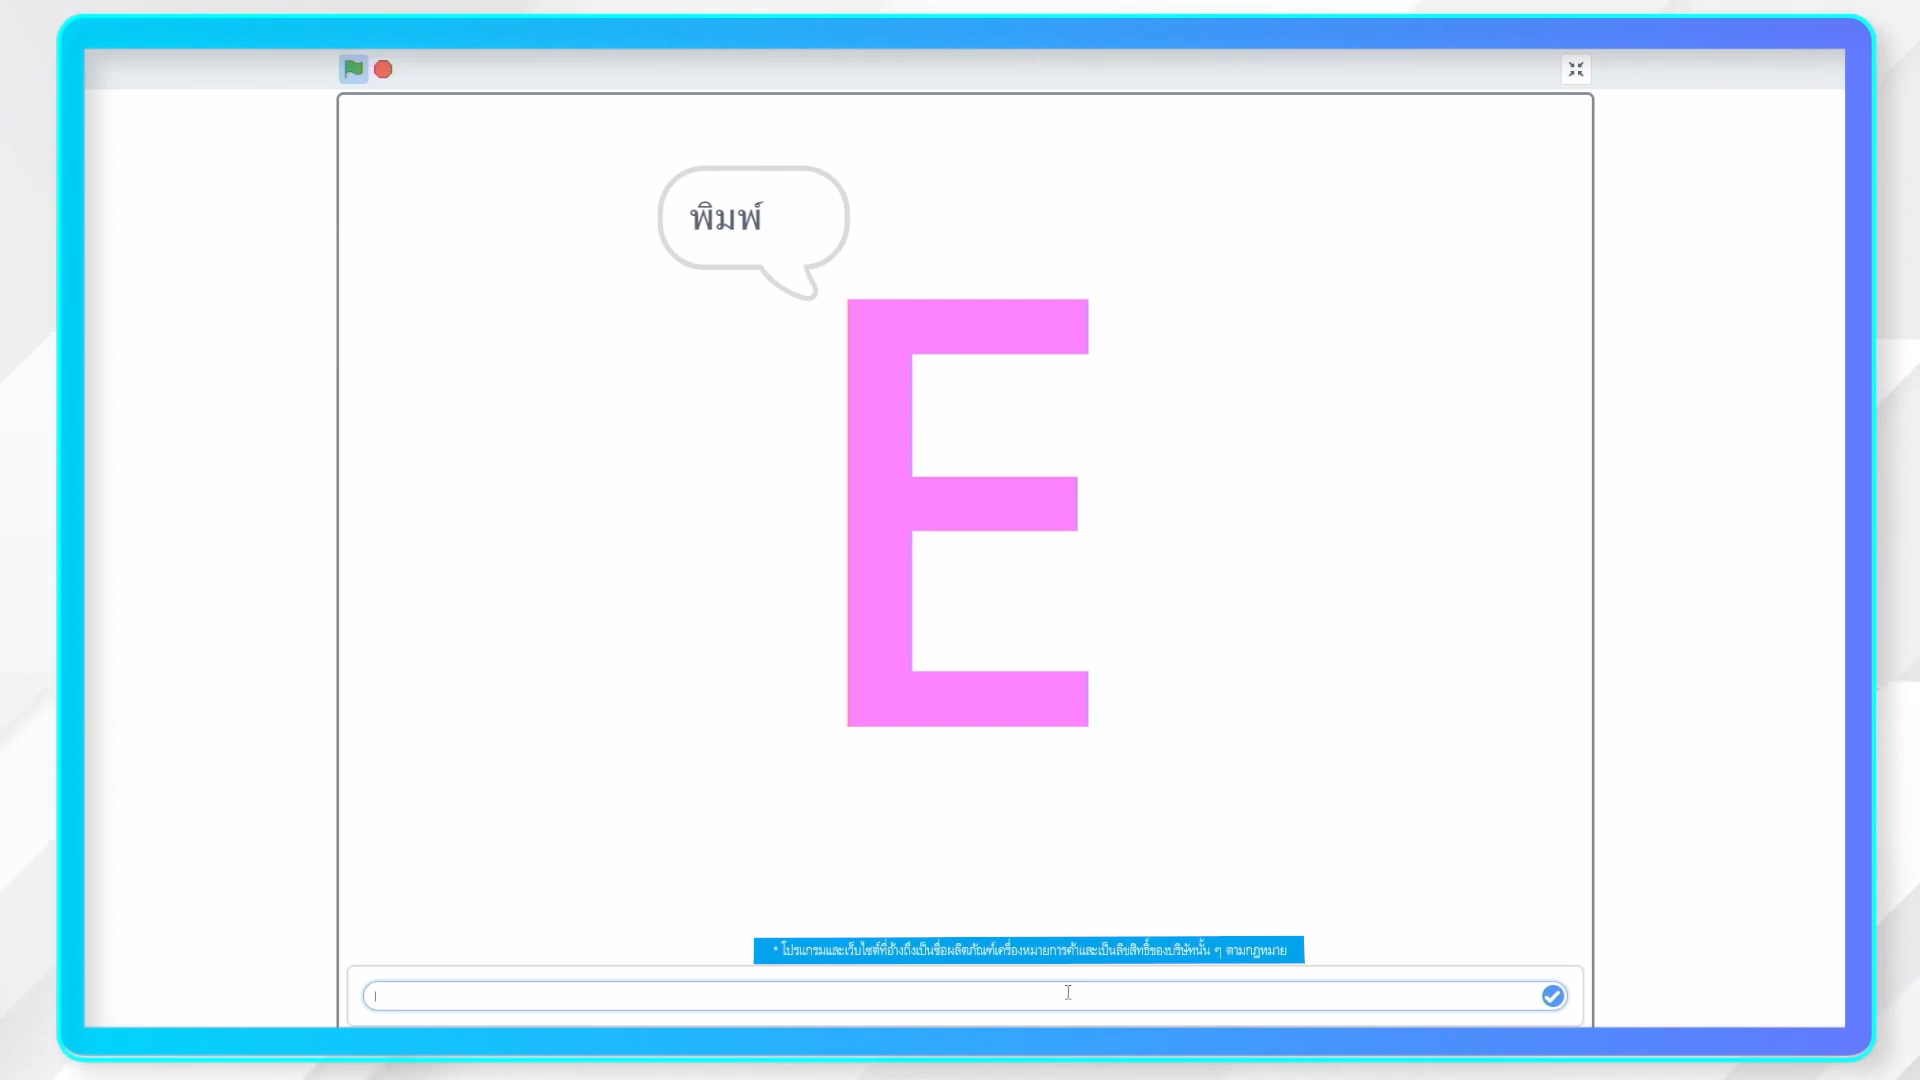 พิมพ์
E
* โปรแกรมและเว็บไซต์ที่อ้างถึงเป็นชื่อผลิตภัณฑ์เครื่องหมายการค้าและเป็นลิขสิทธิ์ของบริษัทนั้น ๆ ตามกฎหมาย